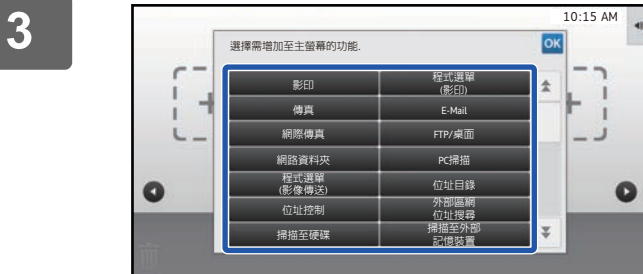 3
10:15 AM
選擇需增加至主螢幕的功能.
OK
影印
程式選單
(影印)
傳真
E-Mail
網際傳真
FTP/桌面
網路資料夾
PC掃描
程式選單
(影像傳送)
位址目錄
位址控制
外部區網
位址搜尋
掃描至硬碟
掃描至外部
記憶裝置